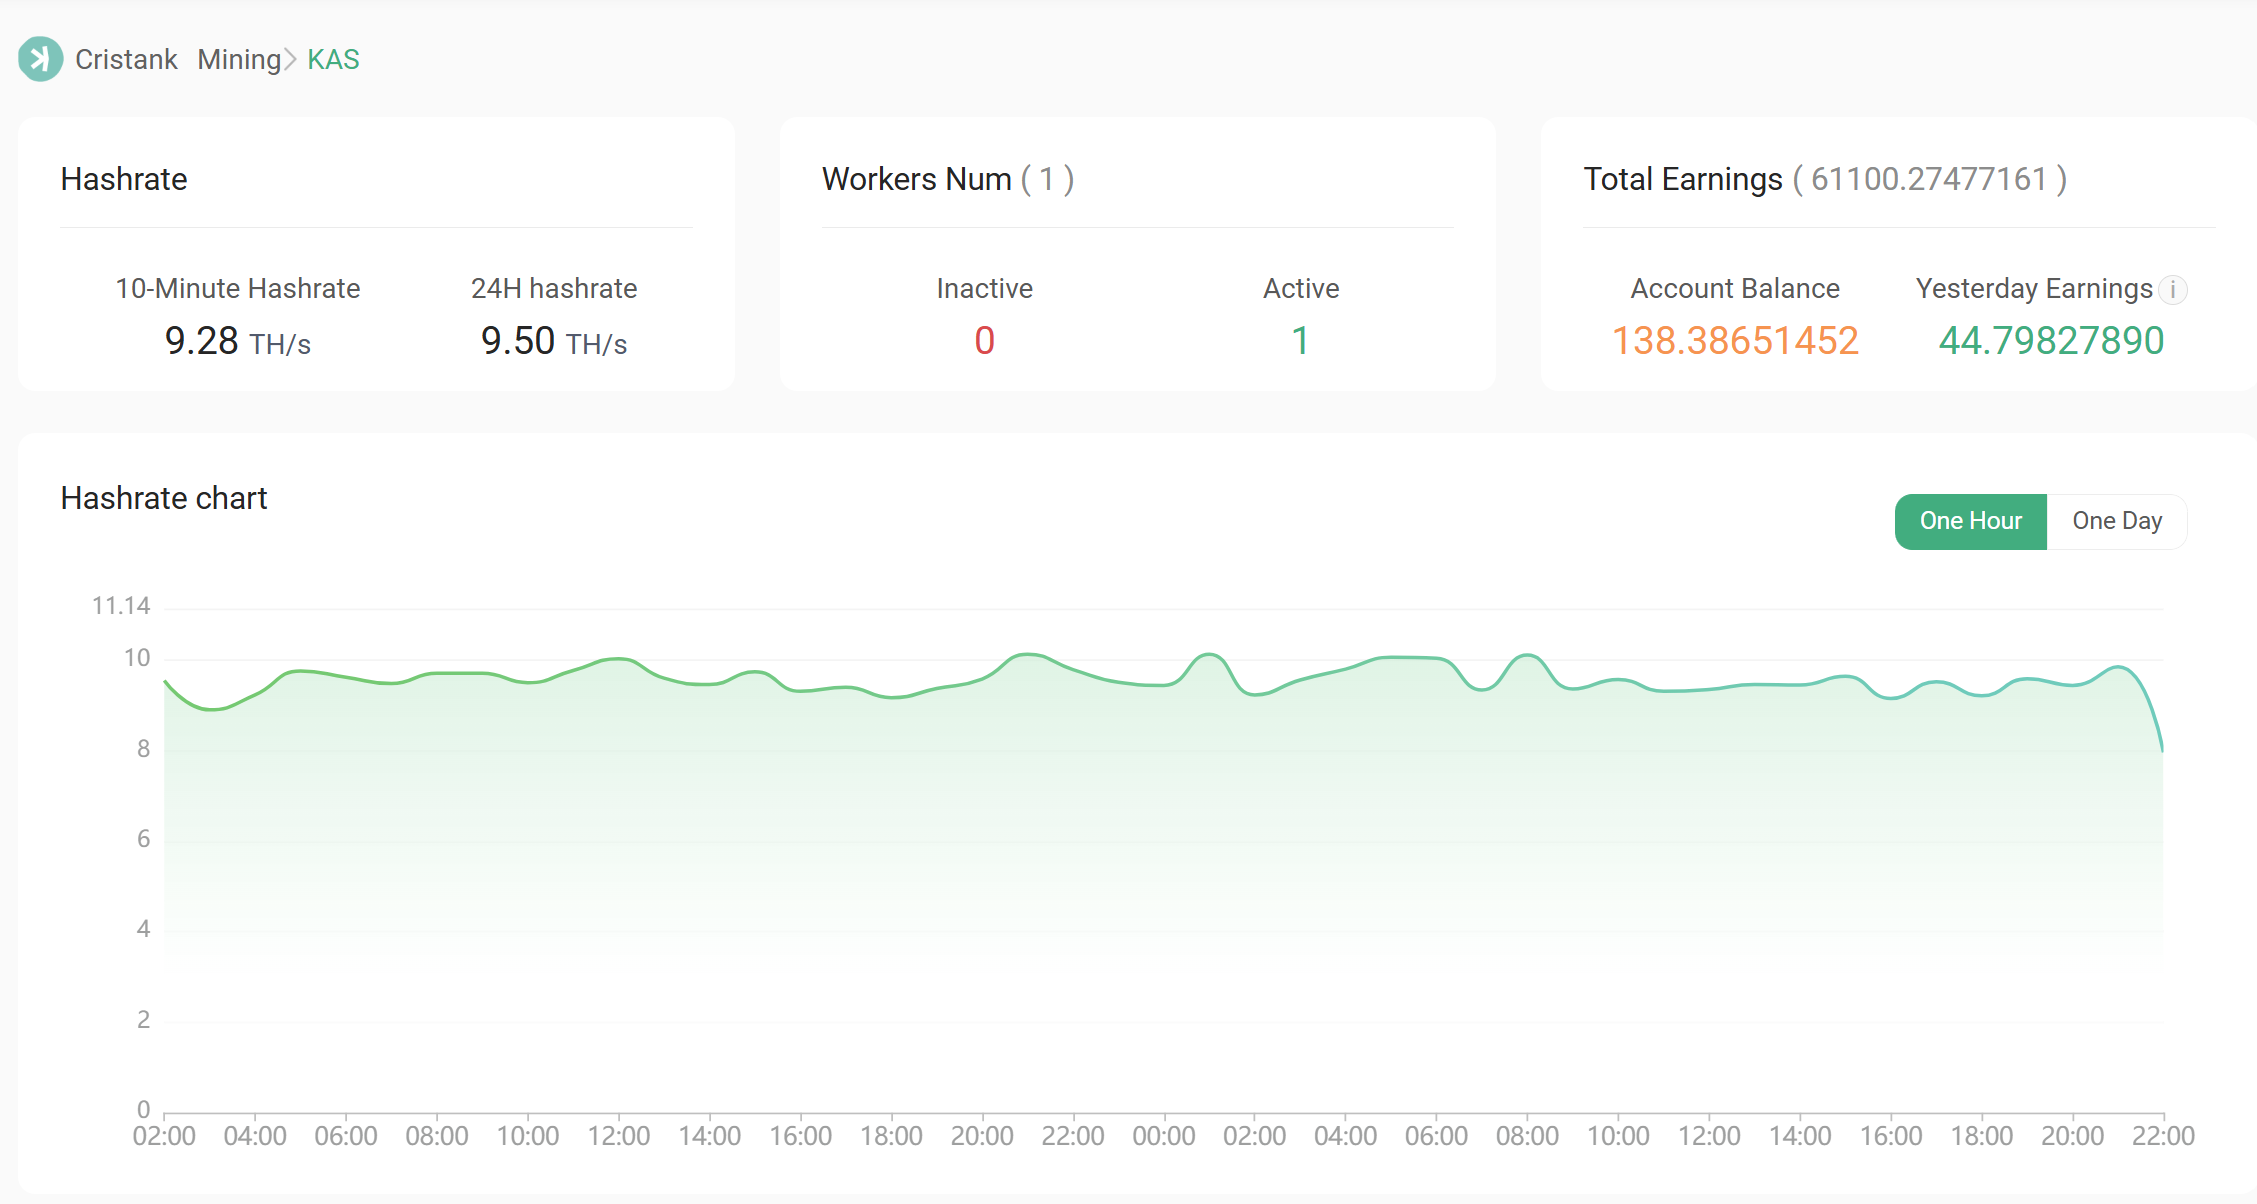 Cristank Mining KAS
Hashrate
10-Minute Hashrate 24H hashrate
9.28 TH/s 9.50 TH/s
Workers Num ( 1 )
Inactive Active
0 1
Total Earnings ( 61100.27477161 )
Account Balance Yesterday Earnings i
138.38651452 44.79827890
Hashrate chart
One Hour One Day
11.14
10
8
6
4
2
0
02:00 04:00 06:00 08:00 10:00 12:00 14:00 16:00 18:00 20:00 22:00 00:00 02:00 04:00 06:00 08:00 10:00 12:00 14:00 16:00 18:00 20:00 22:00